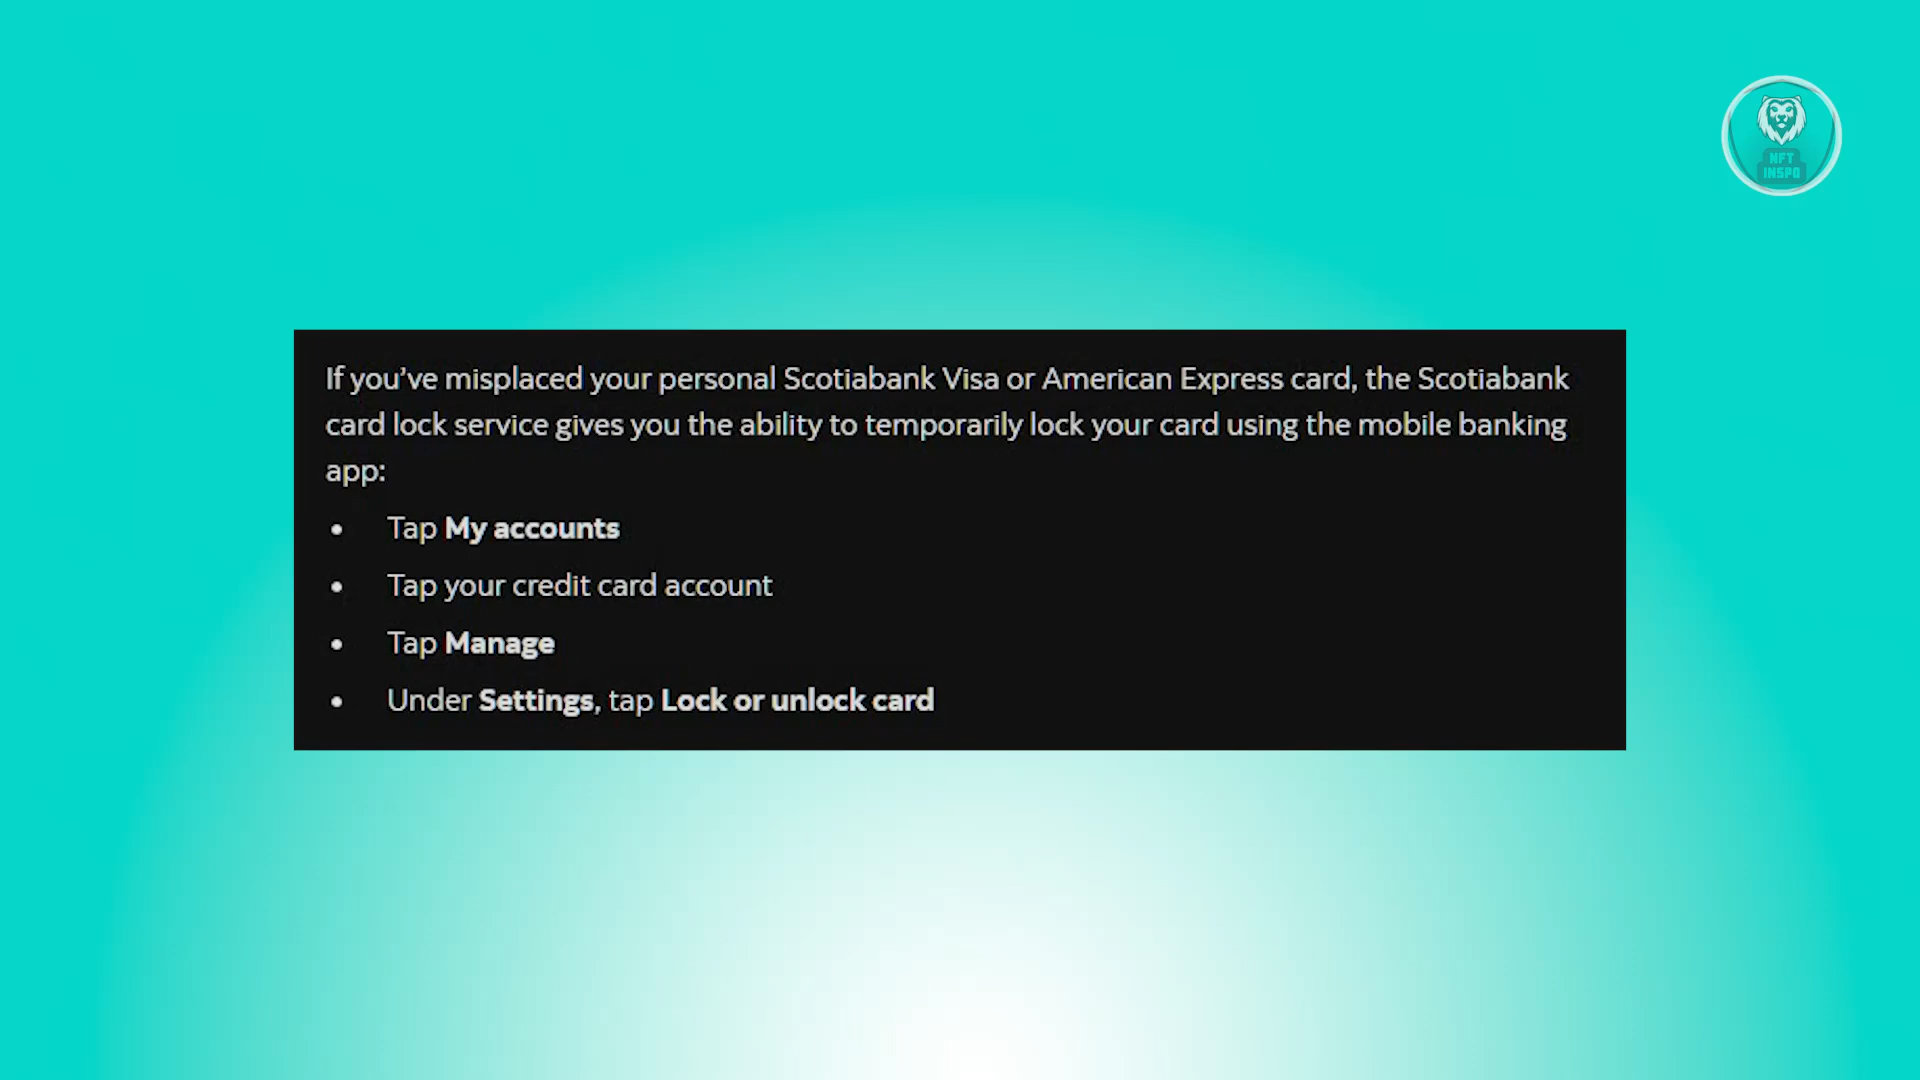 NFT
INSPO
If you've misplaced your personal Scotiabank Visa or American Express card, the Scotiabank
card lock service gives you the ability to temporarily lock your card using the mobile banking
app:
• Tap My accounts
• Tap your credit card account
• Tap Manage
• Under Settings, tap Lock or unlock card